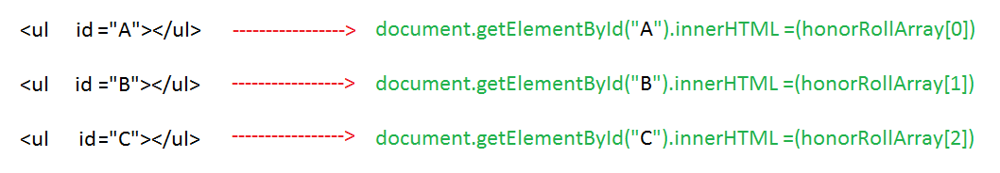 <ul id ="A"></ul> -----------------> document.getElementById("A").innerHTML =(honorRollArray[0])
<ul id ="B"></ul> -----------------> document.getElementById("B").innerHTML =(honorRollArray[1])
<ul id="C"></ul> -----------------> document.getElementById("C").innerHTML =(honorRollArray[2])